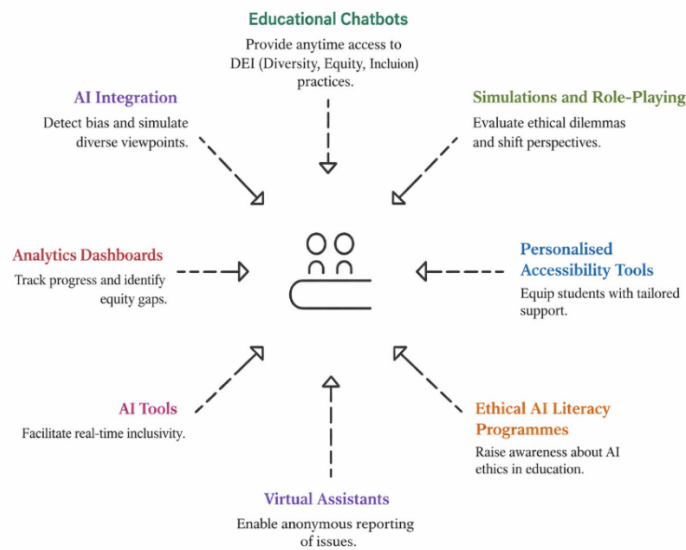 Educational Chatbots
Provide anytime access to
DEI (Diversity, Equity, Incluion)
practices.
AI Integration
Detect bias and simulate
diverse viewpoints.
Simulations and Role-Playing
Evaluate ethical dilemmas
and shift perspectives.
Analytics Dashboards
Track progress and identify
equity gaps.
Personalised
Accessibility Tools
Equip students with tailored
support.
AI Tools
Facilitate real-time inclusivity.
Ethical AI Literacy
Programmes
Raise awareness about AI
ethics in education.
Virtual Assistants
Enable anonymous reporting
of issues.